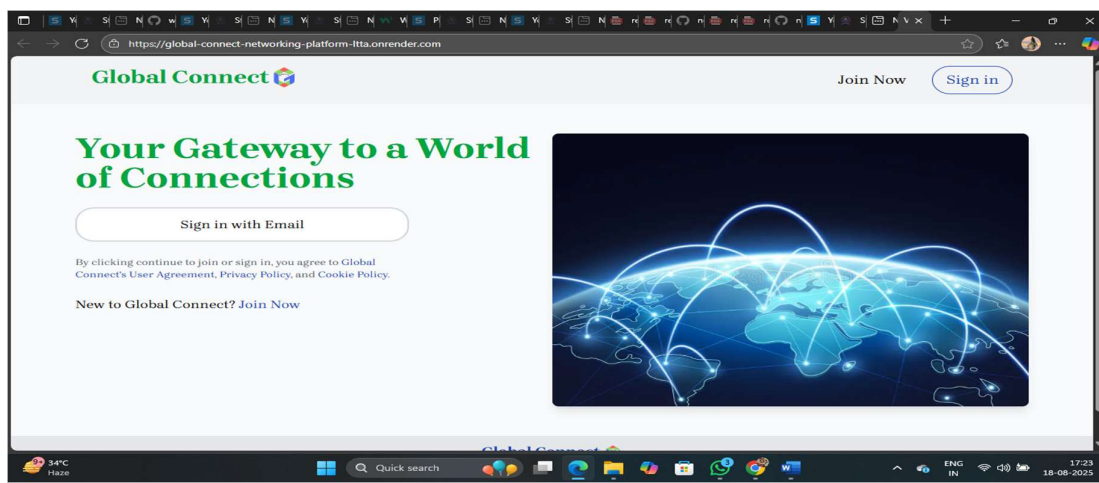 https://global-connect-networking-platform-ltta.onrender.com
Global Connect
Join Now
Sign in
Your Gateway to a World
of Connections
Sign in with Email
By clicking continue to join or sign in, you agree to Global
Connect's User Agreement, Privacy Policy, and Cookie Policy.
New to Global Connect? Join Now
Global Connect
34°C
Haze
Quick search
ENG
IN
17:23
18-08-2025